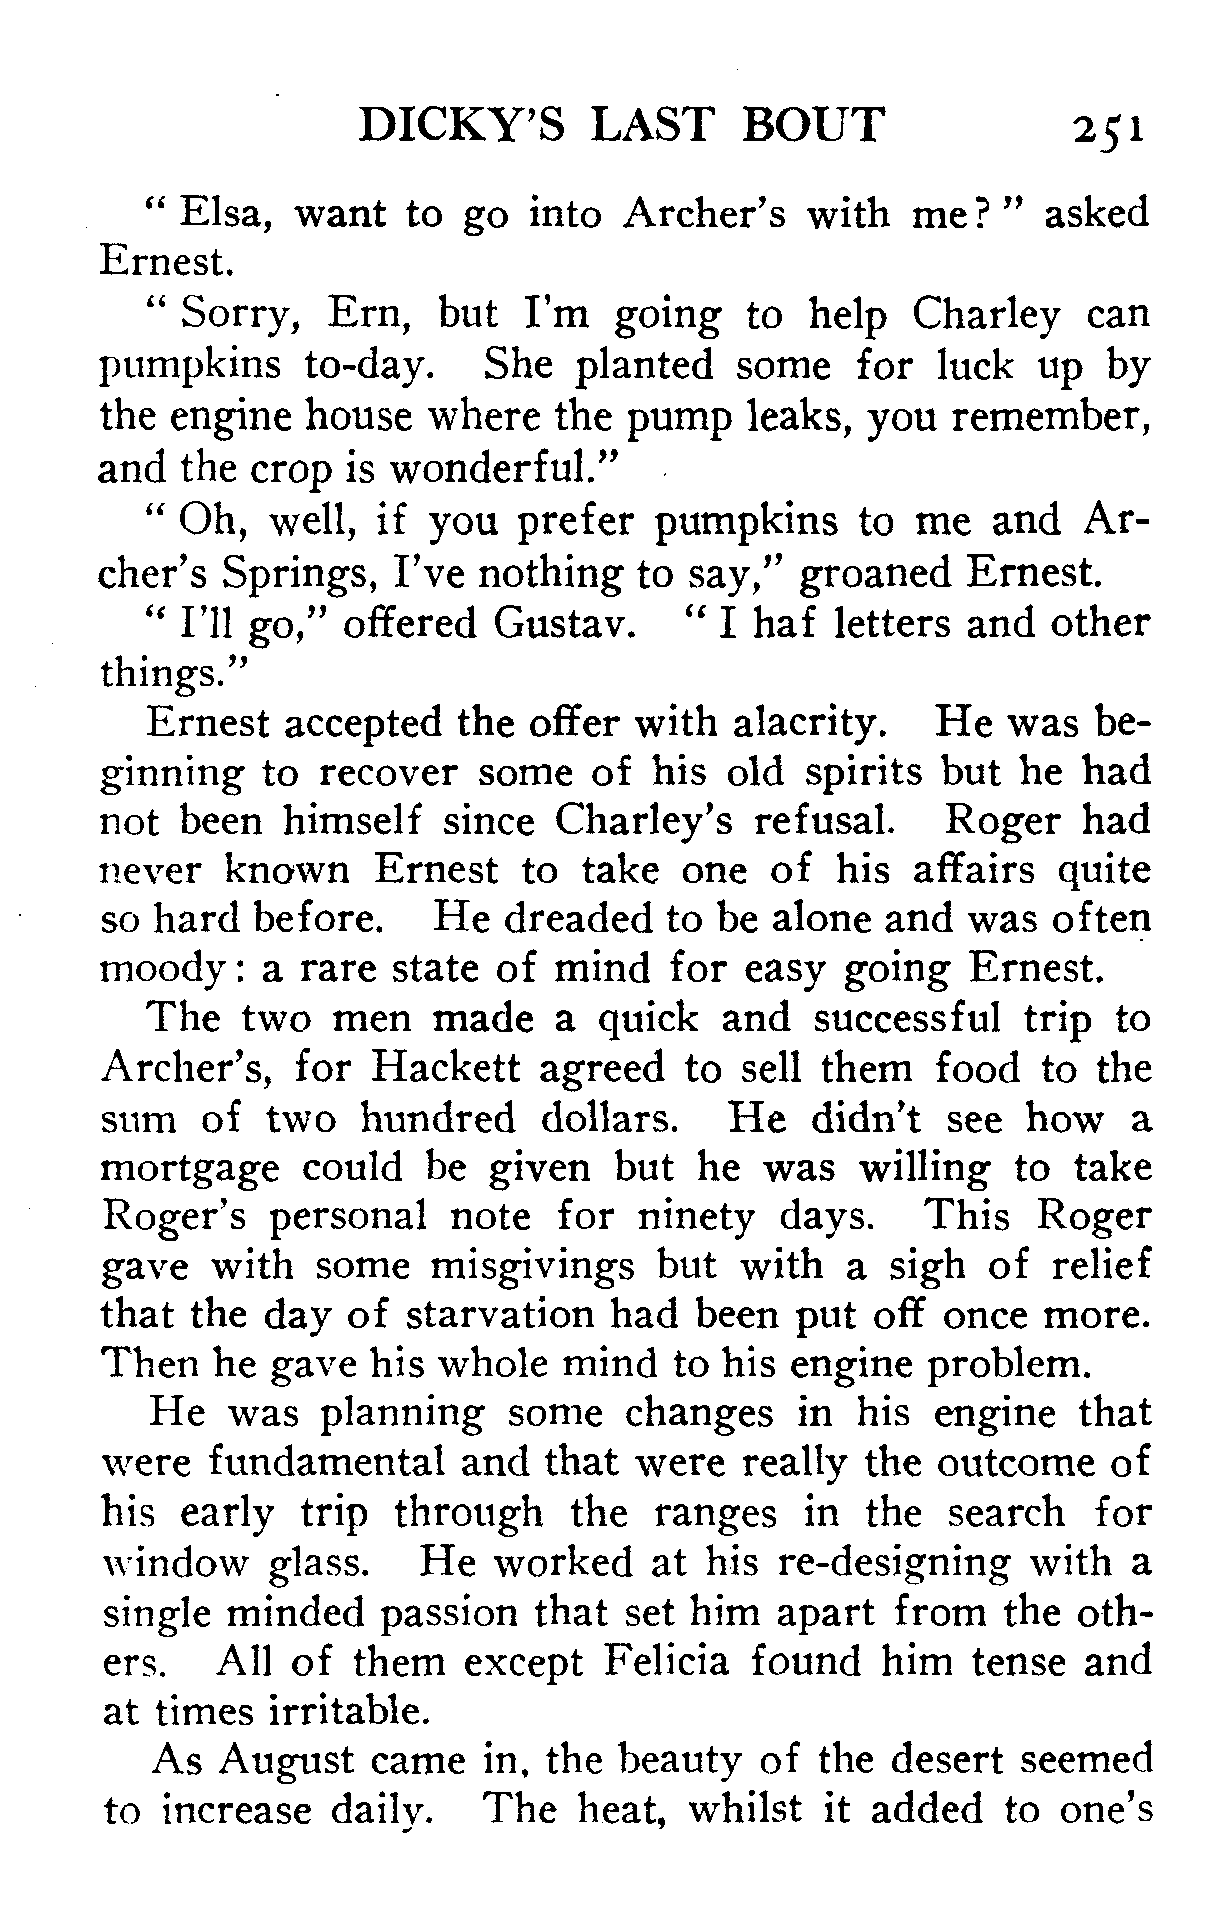 DICKY'S LAST BOUT 251
" Elsa, want to go into Archer's with me? " asked
Ernest.
" Sorry, Ern, but I'm going to help Charley can
pumpkins to-day. She planted some for luck up by
the engine house where the pump leaks, you remember,
and the crop is wonderful."
" Oh, well, if you prefer pumpkins to me and Ar-
cher's Springs, I've nothing to say," groaned Ernest.
" I'll go," offered Gustav. " I haf letters and other
things."
Ernest accepted the offer with alacrity. He was be-
ginning to recover some of his old spirits but he had
not been himself since Charley's refusal. Roger had
never known Ernest to take one of his affairs quite
so hard before. He dreaded to be alone and was often
moody: a rare state of mind for easy going Ernest.
The two men made a quick and successful trip to
Archer's, for Hackett agreed to sell them food to the
sum of two hundred dollars. He didn't see how a
mortgage could be given but he was willing to take
Roger's personal note for ninety days. This Roger
gave with some misgivings but with a sigh of relief
that the day of starvation had been put off once more.
Then he gave his whole mind to his engine problem.
He was planning some changes in his engine that
were fundamental and that were really the outcome of
his early trip through the ranges in the search for
window glass. He worked at his re-designing with a
single minded passion that set him apart from the oth-
ers. All of them except Felicia found him tense and
at times irritable.
As August came in, the beauty of the desert seemed
to increase daily. The heat, whilst it added to one's